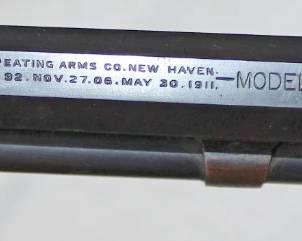 PEATING ARMS CO. NEW HAVEN.
92. NOV. 27. 06. MAY 30. 1911. —MODEL